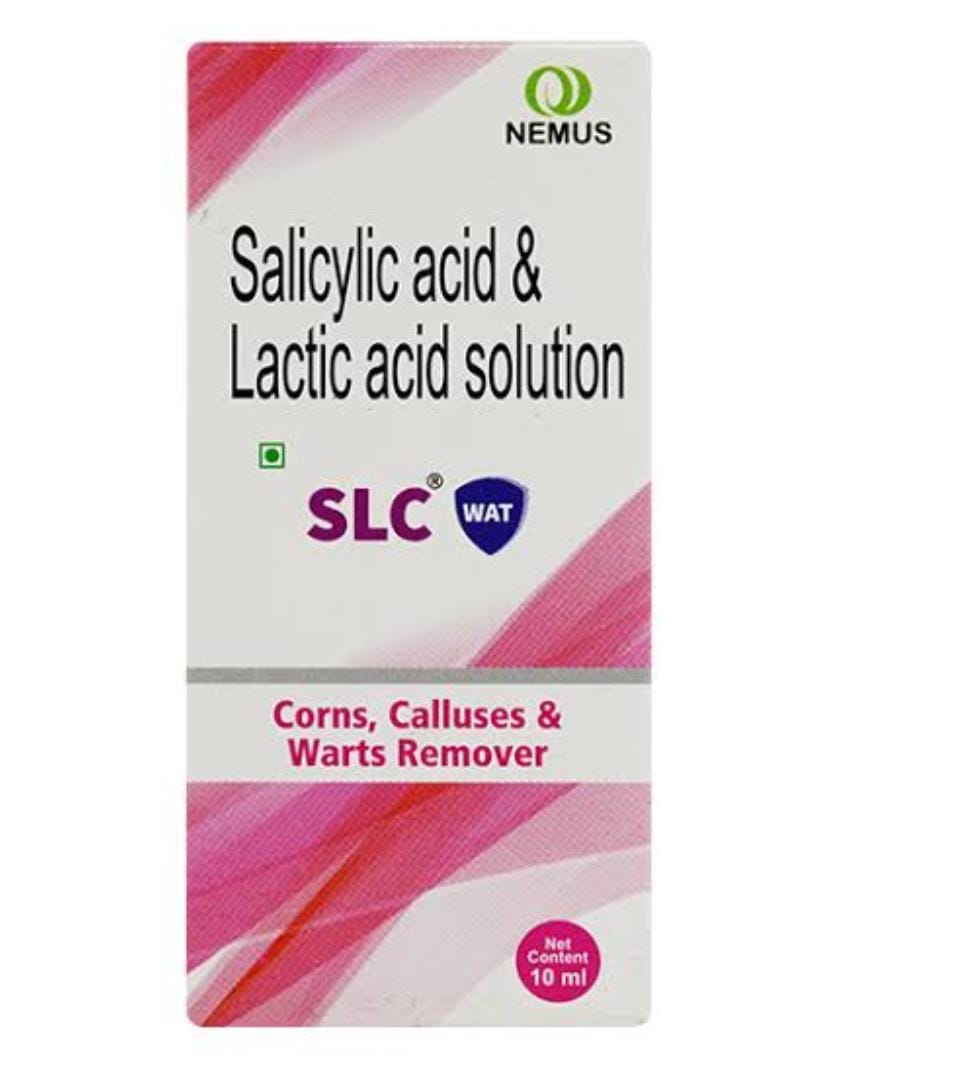 NEMUS
Salicylic acid &
Lactic acid solution
SLC® WAT
Corns, Calluses &
Warts Remover
Net
Content
10 ml